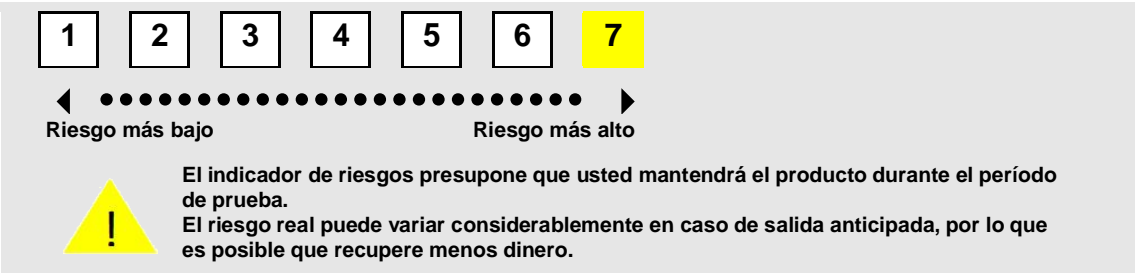 1 2 3 4 5 6 7
Riesgo más bajo Riesgo más alto
El indicador de riesgos presupone que usted mantendrá el producto durante el período
de prueba.
El riesgo real puede variar considerablemente en caso de salida anticipada, por lo que
es posible que recupere menos dinero.
!